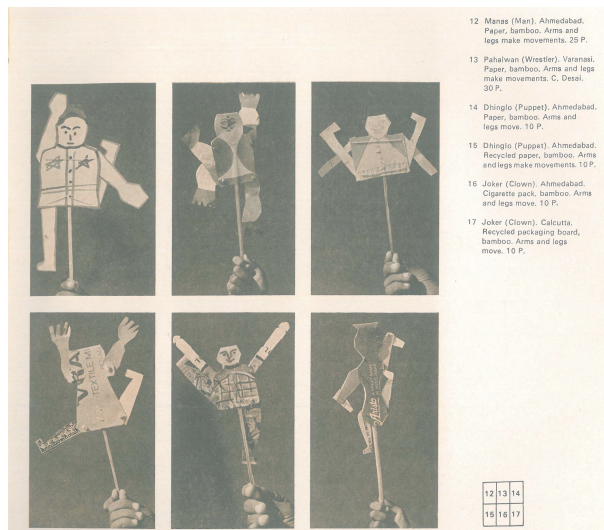 12 Manas (Man). Ahmedabad.
Paper, bamboo. Arms and
legs make movements. 25 P.
13 Pahalwan (Wrestler). Varanasi.
Paper, bamboo, Arms and legs
make movements. C. Desai.
30 P.
14 Dhinglo (Puppet). Ahmedabad.
Paper, bamboo. Arms and
legs move. 10 P.
15 Dhinglo (Puppet). Ahmedabad.
Recycled paper, bamboo. Arms
and legs make movements. 10 P.
16 Joker (Clown). Ahmedabad.
Cigarette pack, bamboo. Arms
and legs move. 10 P.
17 Joker (Clown). Calcutta.
Recycled packaging board,
bamboo. Arms and legs
move. 10 P.
TEXTILE M
Aristo
12 13 14
15 16 17